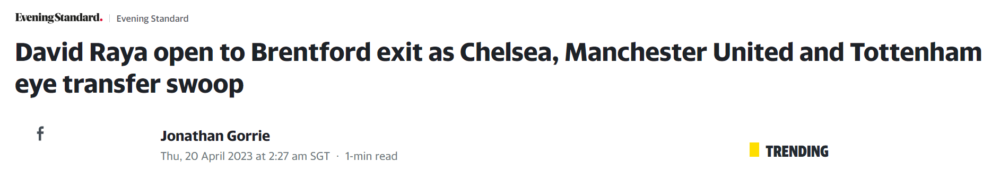 EveningStandard. Evening Standard
David Raya open to Brentford exit as Chelsea, Manchester United and Tottenham
eye transfer swoop
Jonathan Gorrie
Thu, 20 April 2023 at 2:27 am SGT · 1-min read
TRENDING